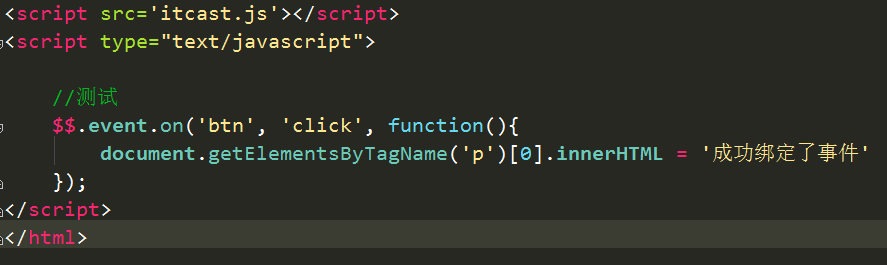 <script src='itcast.js'></script>
<script type="text/javascript">
//测试
$$.event.on('btn', 'click', function(){
document.getElementsByTagName('p')[0].innerHTML = '成功绑定了事件'
});
</script>
</html>